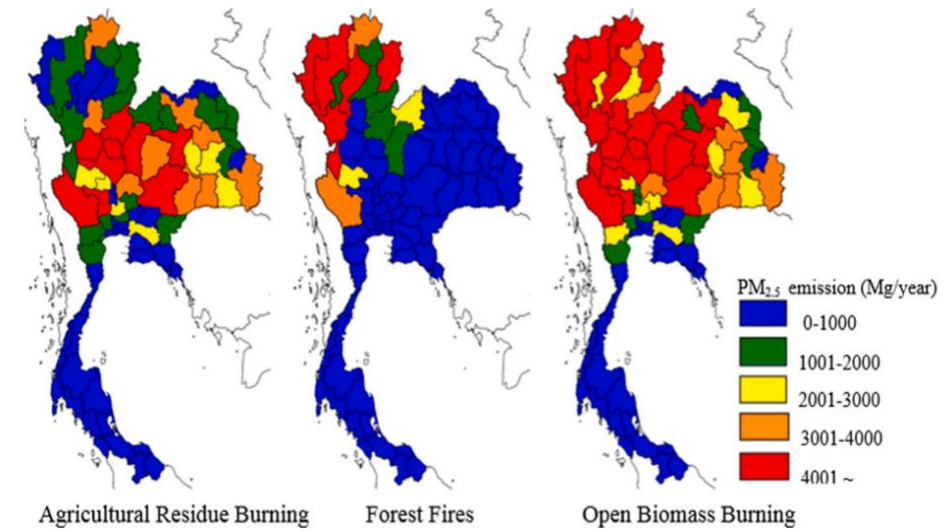 PM2.5 emission (Mg/year)
0-1000
1001-2000
2001-3000
3001-4000
4001 ~
Agricultural Residue Burning
Forest Fires
Open Biomass Burning